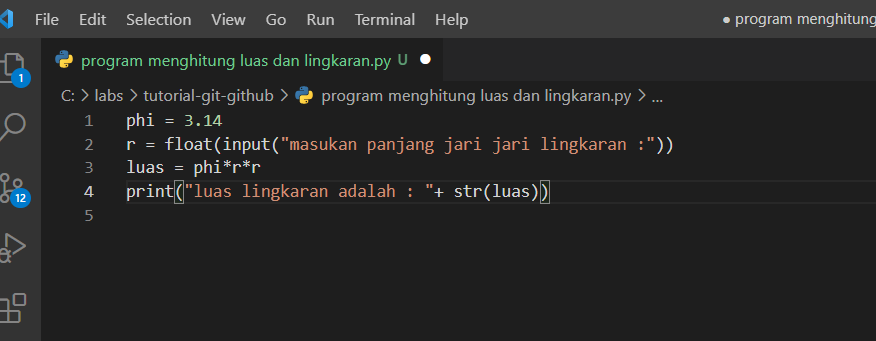 File Edit Selection View Go Run Terminal Help ● program menghitung
program menghitung luas dan lingkaran.py U ●
1
C: > labs > tutorial-git-github > program menghitung luas dan lingkaran.py > ...
1 phi = 3.14
2 r = float(input("masukan panjang jari jari lingkaran :"))
3 luas = phi*r*r
4 print("luas lingkaran adalah : "+ str(luas))
12
5